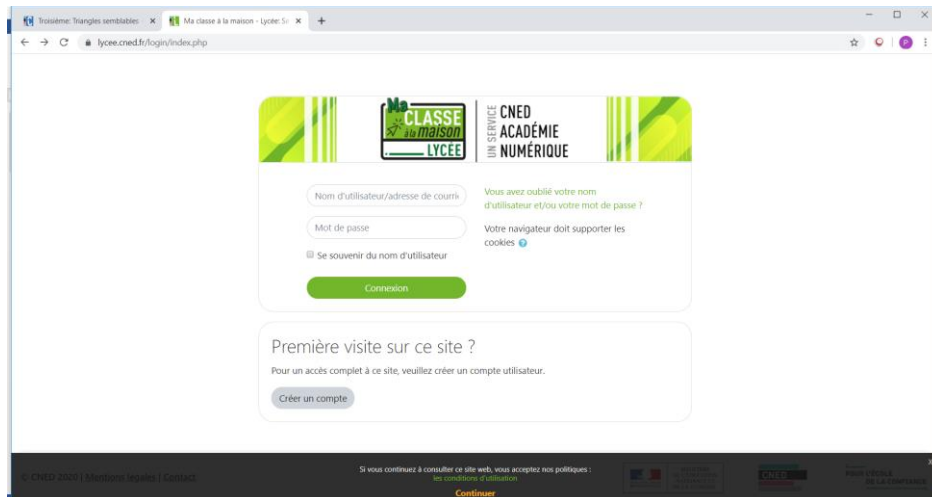 Troisième: Triangles semblables
Ma classe à la maison - Lycée: Se
lycee.cned.fr/login/index.php
P
Ma
CLASSE
à la maison
LYCÉE
UN SERVICE
CNED
ACADÉMIE
NUMÉRIQUE
Nom d'utilisateur/adresse de courri
Mot de passe
Se souvenir du nom d'utilisateur
Connexion
Vous avez oublié votre nom
d'utilisateur et/ou votre mot de passe ?
Votre navigateur doit supporter les
cookies
Première visite sur ce site ?
Pour un accès complet à ce site, veuillez créer un compte utilisateur.
Créer un compte
© CNED 2020 | Mentions légales | Contact
Si vous continuez à consulter ce site web, vous acceptez nos politiques :
les conditions d'utilisation
Continuer
CNED
POUR L'ÉCOLE
DE LA CONFIANCE